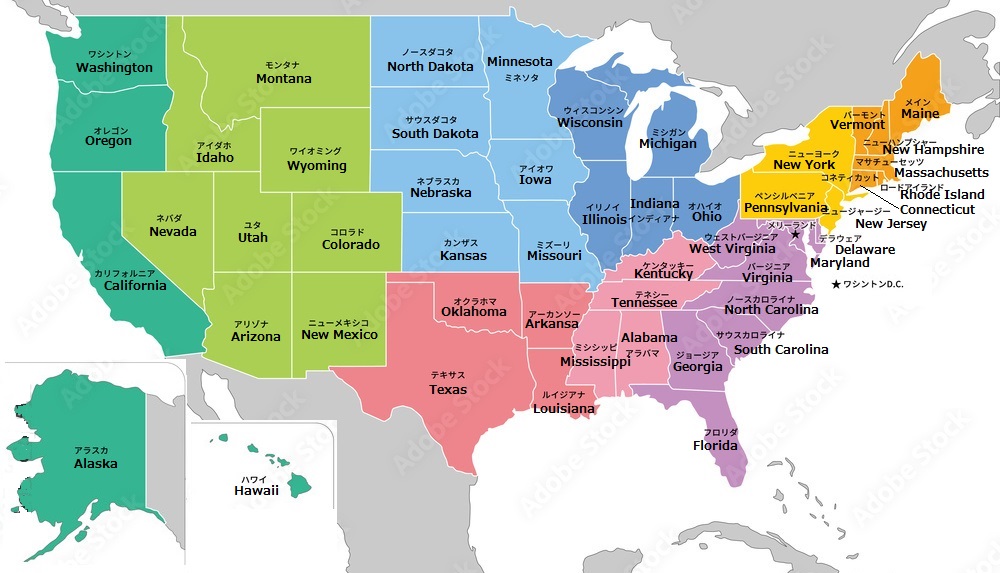 ワシントン
Washington
オレゴン
Oregon
カリフォルニア
California
モンタナ
Montana
アイダホ
Idaho
ワイオミング
Wyoming
ネバダ
Nevada
ユタ
Utah
コロラド
Colorado
アリゾナ
Arizona
ニューメキシコ
New Mexico
ノースダコタ
North Dakota
サウスダコタ
South Dakota
ネブラスカ
Nebraska
カンザス
Kansas
Minnesota
ミネソタ
アイオワ
Iowa
ミズーリ
Missouri
オクラホマ
Oklahoma
テキサス
Texas
アーカンソー
Arkansa
ルイジアナ
Louisiana
ウィスコンシン
Wisconsin
ミシガン
Michigan
イリノイ
Illinois
Indiana
インディアナ
オハイオ
Ohio
ケンタッキー
Kentucky
テネシー
Tennessee
ミシシッピ
Mississippi
Alabama
アラバマ
ジョージア
Georgia
フロリダ
Florida
サウスカロライナ
South Carolina
ノースカロライナ
North Carolina
バージニア
Virginia
ウェストバージニア
West Virginia
メリーランド
Maryland
デラウェア
Delaware
★ワシントンD.C.
ペンシルベニア
Pennsylvania
ニュージャージー
New Jersey
ニューヨーク
New York
コネティカット
Connecticut
ロードアイランド
Rhode Island
マサチューセッツ
Massachusetts
ニューハンプシャー
New Hampshire
バーモント
Vermont
メイン
Maine
アラスカ
Alaska
ハワイ
Hawaii
Adobe Stock